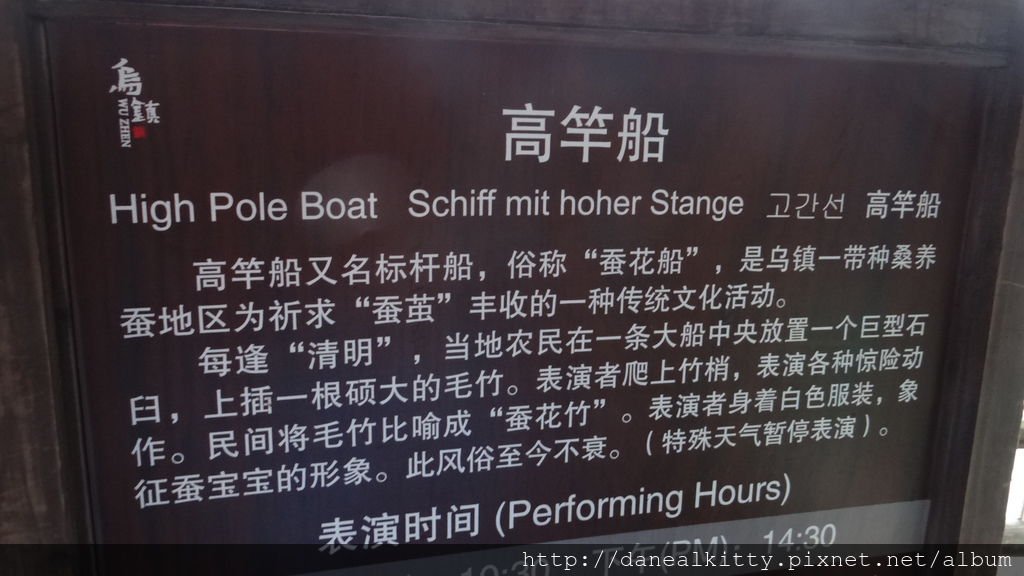 烏鎮
WU ZHEN
高竿船
High Pole Boat Schiff mit hoher Stange 고간선 高竿船
高竿船又名标杆船，俗称“蚕花船”，是乌镇一带种桑养
蚕地区为祈求“蚕茧”丰收的一种传统文化活动。
每逢“清明”，当地农民在一条大船中央放置一个巨型石
臼，上插一根硕大的毛竹。表演者爬上竹梢，表演各种惊险动
作。民间将毛竹比喻成“蚕花竹”。表演者身着白色服装，象
征蚕宝宝的形象。此风俗至今不衰。（特殊天气暂停表演）。
表演时间 (Performing Hours)
10:30 下午(PM)：14:30
http://danealkitty.pixnet.net/album